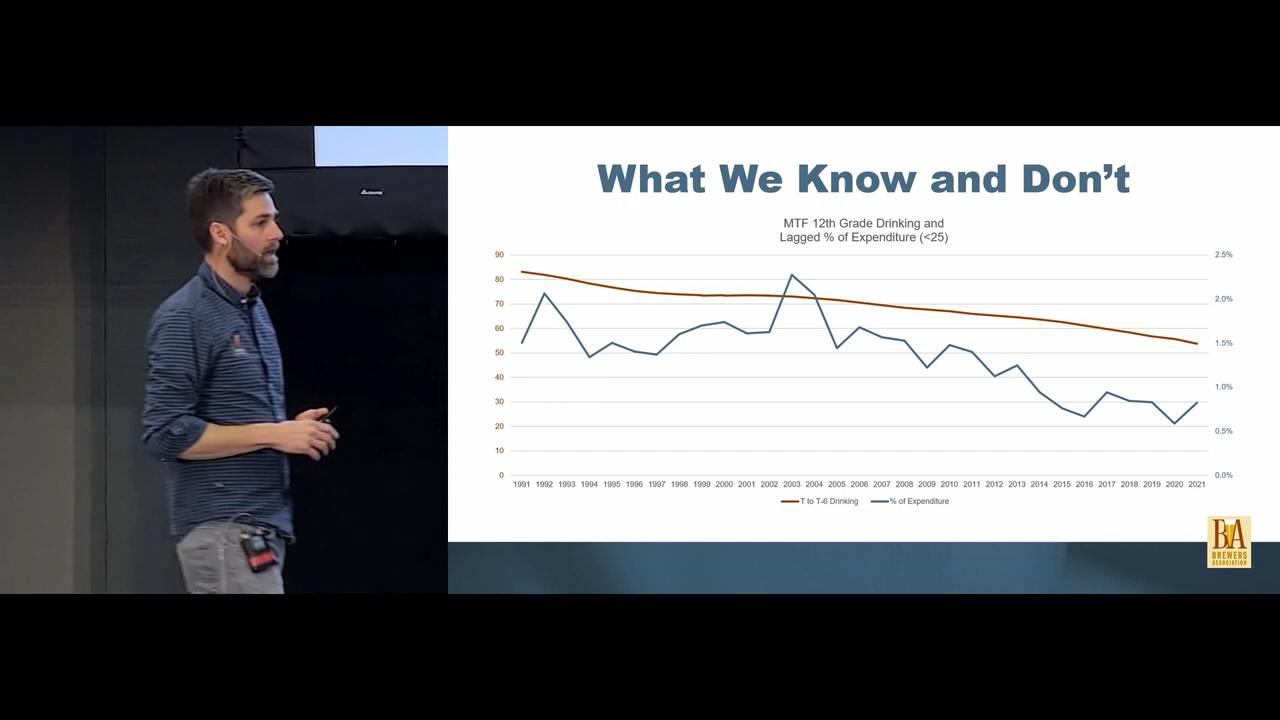 What We Know and Don't
MTF 12th Grade Drinking and
Lagged % of Expenditure (<25)
90
80
70
60
50
40
30
20
10
0
2.5%
2.0%
1.5%
1.0%
0.5%
0.0%
1991 1992 1993 1994 1995 1996 1997 1998 1999 2000 2001 2002 2003 2004 2005 2006 2007 2008 2009 2010 2011 2012 2013 2014 2015 2016 2017 2018 2019 2020 2021
T to T-6 Drinking % of Expenditure
BA
BREWERS
ASSOCIATION